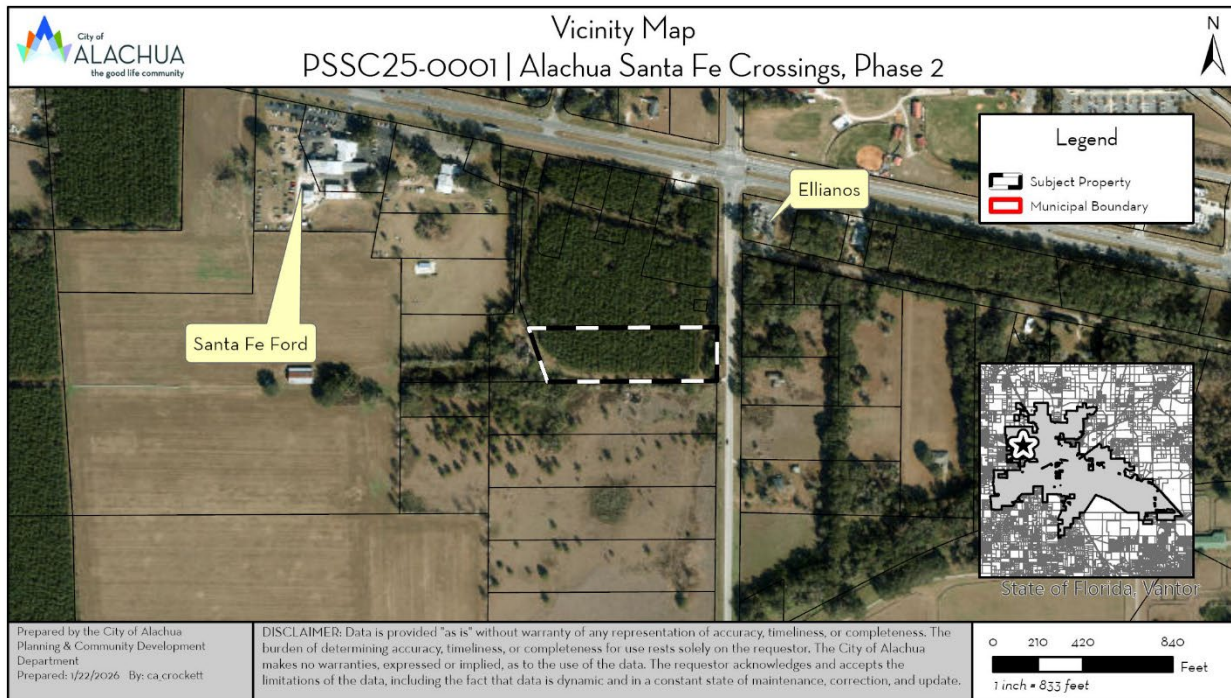 City of
ALACHUA
the good life community
Vicinity Map
PSSC25-0001 | Alachua Santa Fe Crossings, Phase 2
N
Legend
Subject Property
Municipal Boundary
Ellianos
Santa Fe Ford
State of Florida, Vantor
Prepared by the City of Alachua
Planning & Community Development
Department
Prepared: 1/22/2026 By: ca_crockett
DISCLAIMER: Data is provided "as is" without warranty of any representation of accuracy, timeliness, or completeness. The
burden of determining accuracy, timeliness, or completeness for use rests solely on the requestor. The City of Alachua
makes no warranties, expressed or implied, as to the use of the data. The requestor acknowledges and accepts the
limitations of the data, including the fact that data is dynamic and in a constant state of maintenance, correction, and update.
0 210 420 840
Feet
1 inch = 833 feet